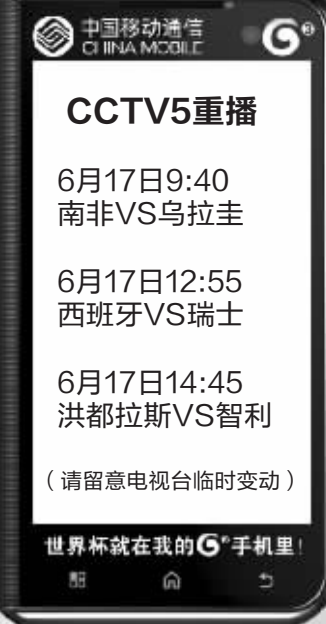 中国移动通信
CHINA MOBILE
G3
CCTV5重播
6月17日9:40
南非VS乌拉圭
6月17日12:55
西班牙VS瑞士
6月17日14:45
洪都拉斯VS智利
（请留意电视台临时变动）
世界杯就在我的G3手机里!